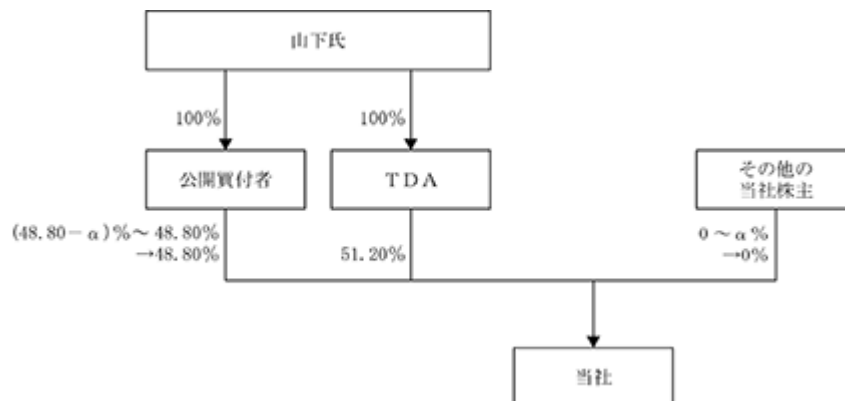 山下氏
100%
100%
公開買付者
TDA
その他の
当社株主
(48.80-α)%~48.80%
→48.80%
51.20%
0~α%
→0%
当社